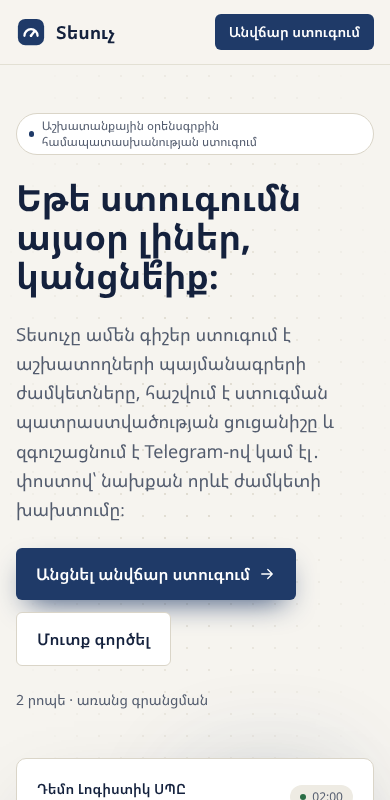 Տեսուչ
Անվճար ստուգում
Աշխատանքային օրենսգրքին
համապատասխանության ստուգում
Եթե ստուգումն
այսօր լիներ,
կանցնե՞իք:
Տեսուչը ամեն գիշեր ստուգում է
աշխատողների պայմանագրերի
ժամկետները, հաշվում է ստուգման
պատրաստվածության ցուցանիշը և
զգուշացնում է Telegram-ով կամ էլ.
փոստով՝ նախքան որևէ ժամկետի
խախտումը:
Անցնել անվճար ստուգում →
Մուտք գործել
2 րոպե · առանց գրանցման
Դեմո Լոգիստիկ ՍՊԸ
02:00